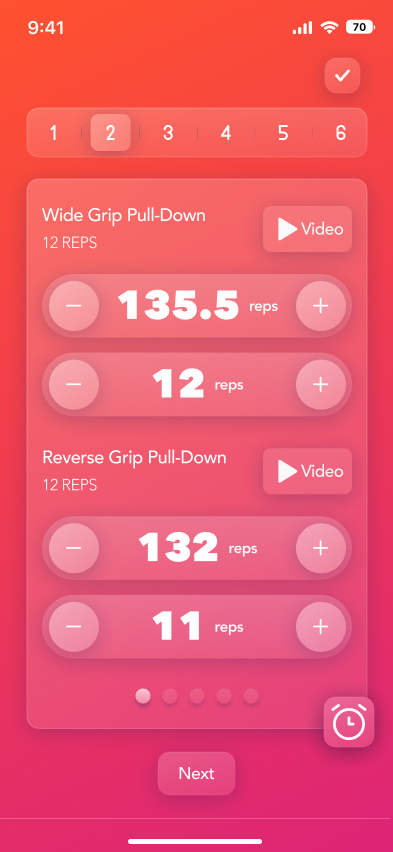 9:41
70
1 2 3 4 5 6
Wide Grip Pull-Down
12 REPS
Video
135.5 reps
12 reps
Reverse Grip Pull-Down
12 REPS
Video
132 reps
11 reps
Next